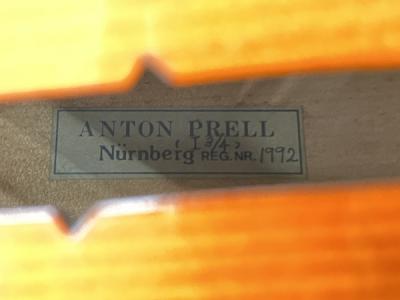 ANTON PRELL
( I 3/4 )
Nürnberg REG.NR. 1992